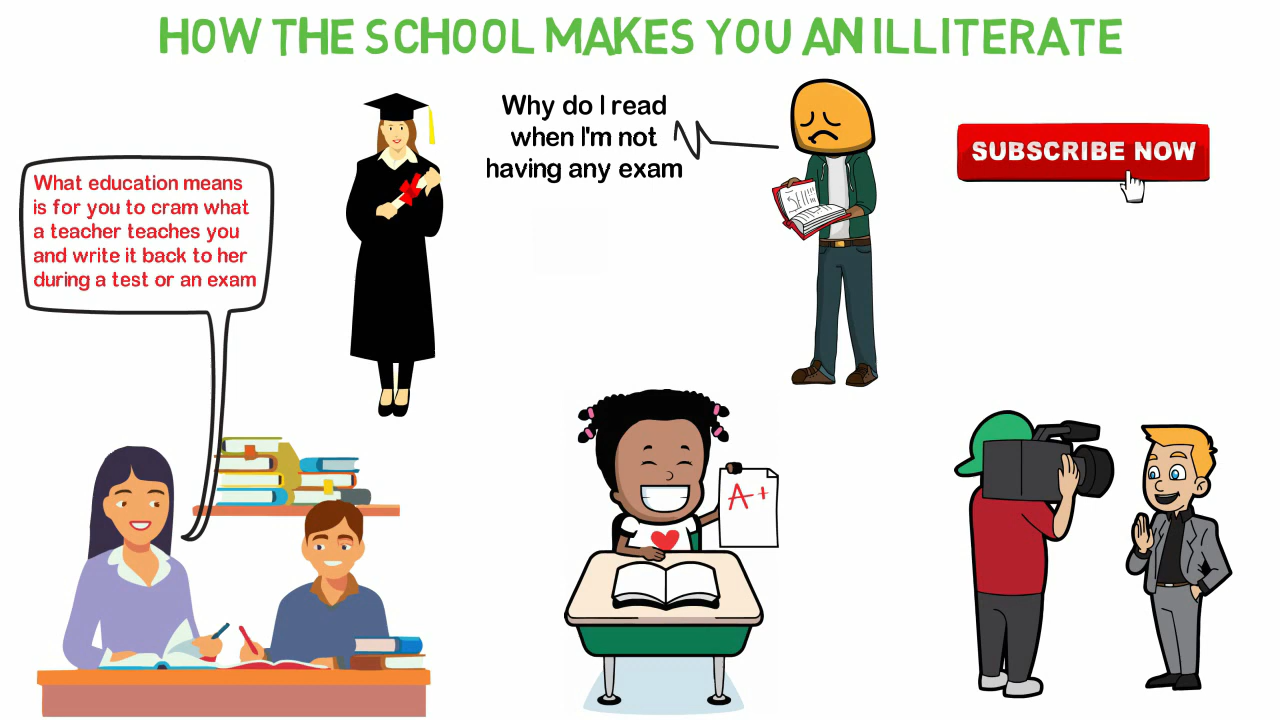 HOW THE SCHOOL MAKES YOU AN ILLITERATE
Why do I read
when I'm not
having any exam
SUBSCRIBE NOW
What education means
is for you to cram what
a teacher teaches you
and write it back to her
during a test or an exam
A+